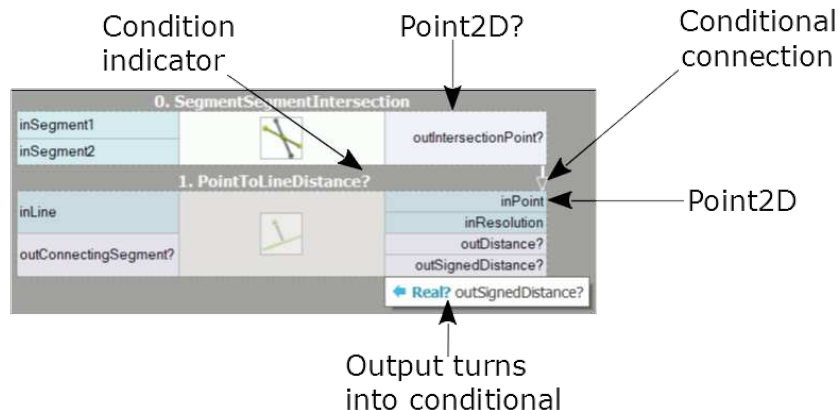 Condition
indicator
Point2D?
Conditional
connection
0. SegmentSegmentIntersection
inSegment1
inSegment2
outIntersectionPoint?
1. PointToLineDistance?
inLine
outConnectingSegment?
inPoint
inResolution
outDistance?
outSignedDistance?
Point2D
Real? outSignedDistance?
Output turns
into conditional